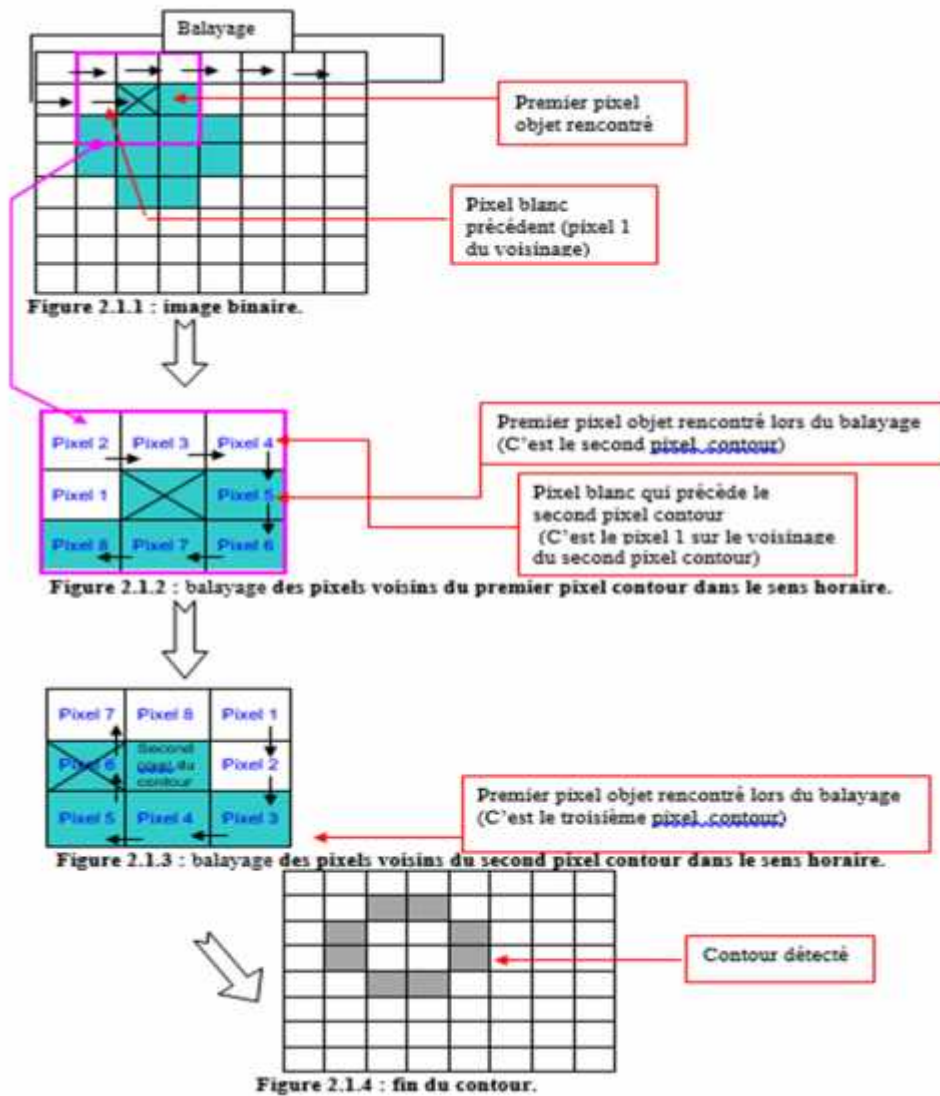 Balayage
Premier pixel
objet rencontré
Pixel blanc
précédent (pixel 1
du voisinage)
Figure 2.1.1 : image binaire.
Pixel 2 Pixel 3 Pixel 4
Pixel 1 Pixel 5
Pixel 8 Pixel 7 Pixel 6
Premier pixel objet rencontré lors du balayage
(C'est le second pixel contour)
Pixel blanc qui précède le
second pixel contour
(C'est le pixel 1 sur le voisinage
du second pixel contour)
Figure 2.1.2 : balayage des pixels voisins du premier pixel contour dans le sens horaire.
Pixel 7 Pixel 8 Pixel 1
Pixel 6 Second
pixel du
contour
Pixel 2
Pixel 5 Pixel 4 Pixel 3
Premier pixel objet rencontré lors du balayage
(C'est le troisième pixel contour)
Figure 2.1.3 : balayage des pixels voisins du second pixel contour dans le sens horaire.
Contour détecté
Figure 2.1.4 : fin du contour.